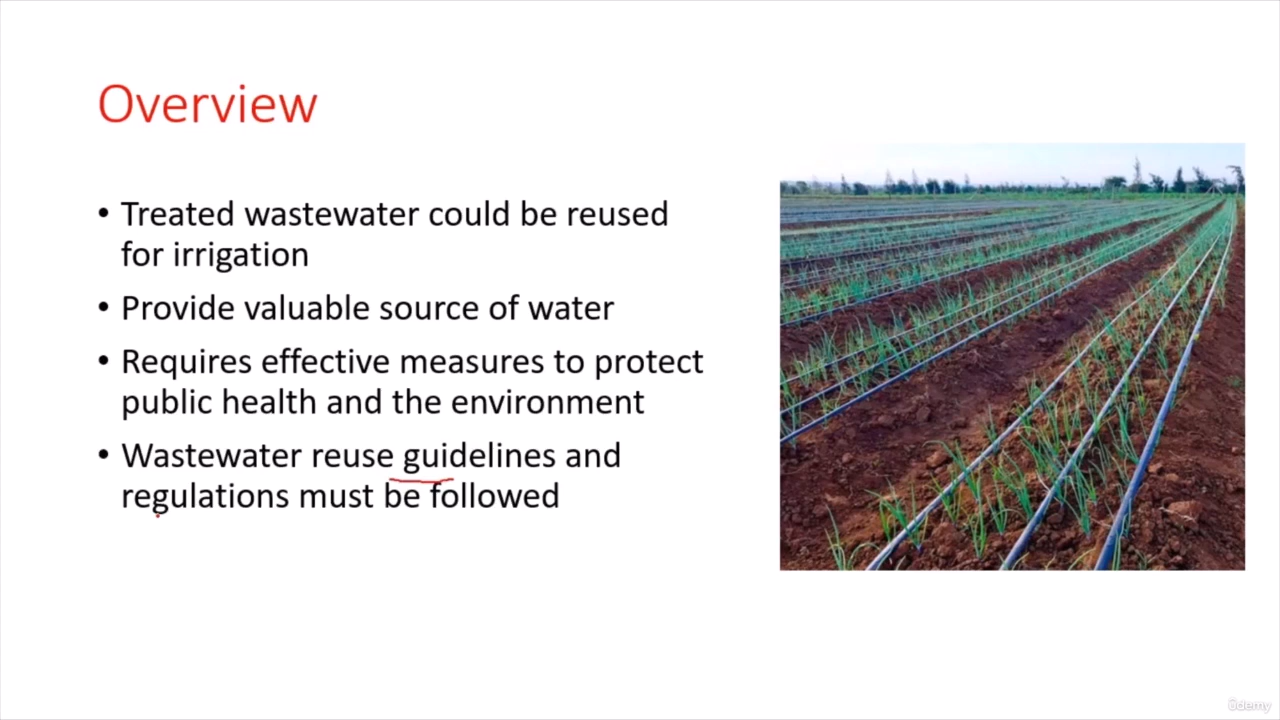 Overview
• Treated wastewater could be reused
for irrigation
• Provide valuable source of water
• Requires effective measures to protect
public health and the environment
• Wastewater reuse guidelines and
regulations must be followed
ûdemy